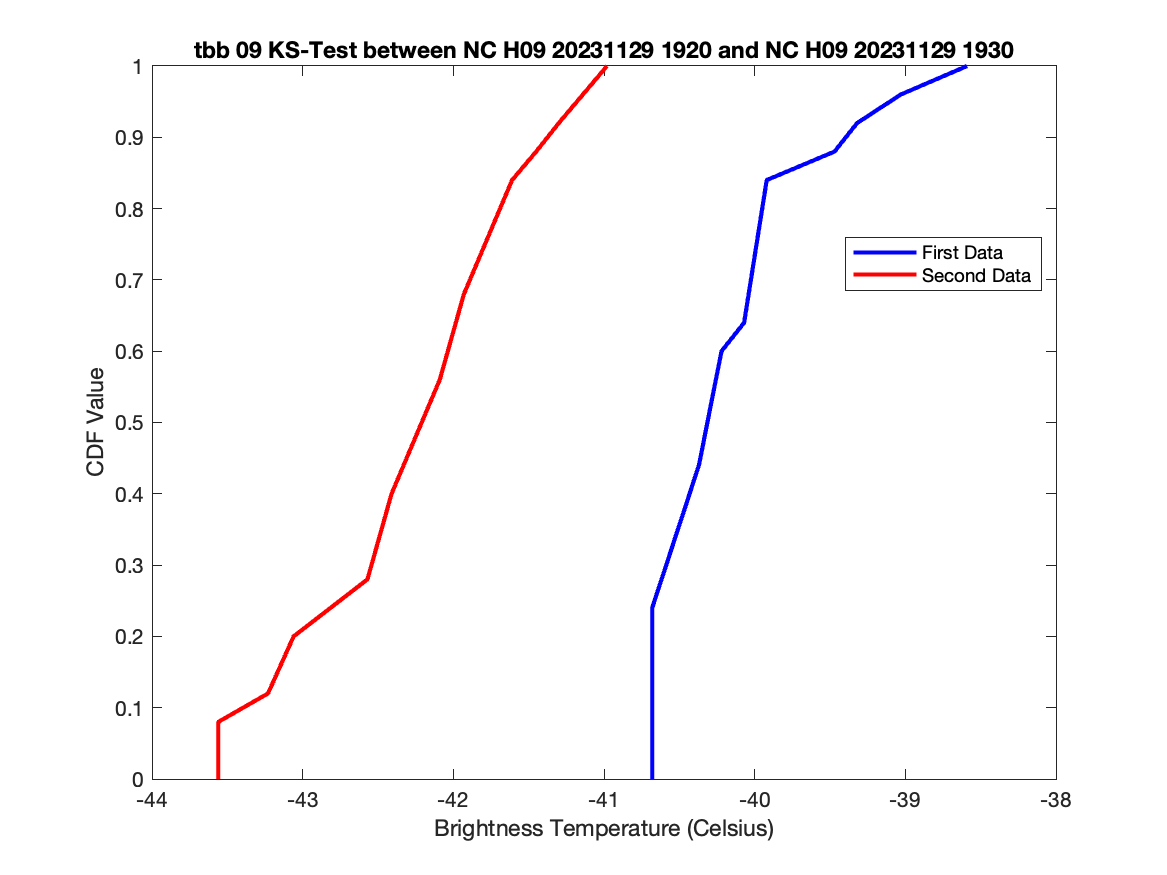 tbb 09 KS-Test between NC H09 20231129 1920 and NC H09 20231129 1930
1
0.9
0.8
0.7
0.6
0.5
0.4
0.3
0.2
0.1
0
CDF Value
First Data
Second Data
-44 -43 -42 -41 -40 -39 -38
Brightness Temperature (Celsius)